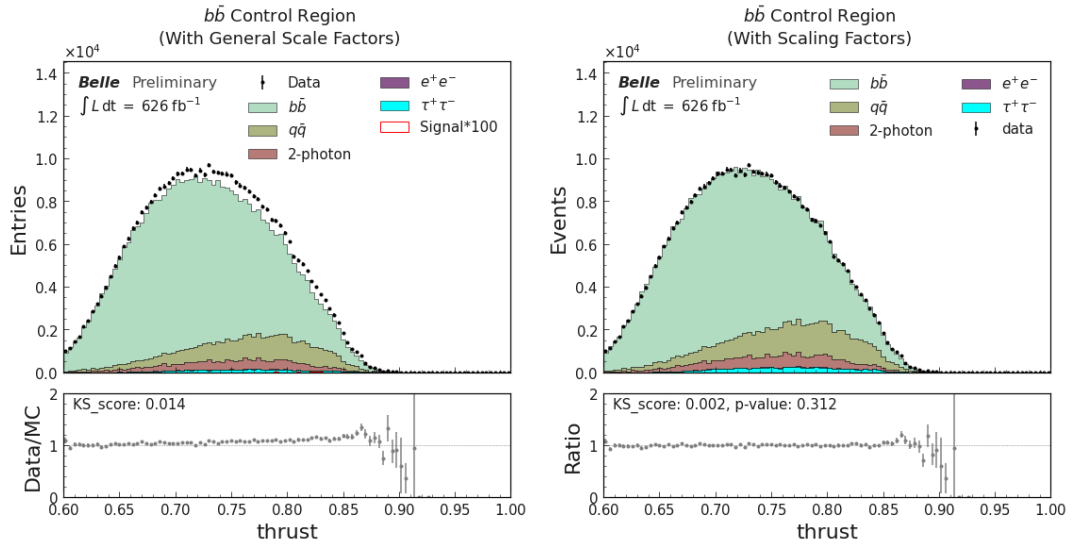 bb̄ Control Region
(With General Scale Factors)
×10⁴
1.4
1.2
1.0
0.8
0.6
0.4
0.2
0.0
Entries
Belle Preliminary
∫ L dt = 626 fb⁻¹
Data
bb̄
qq̄
2-photon
e⁺e⁻
τ⁺τ⁻
Signal*100
2
1
0
Data/MC
KS_score: 0.014
0.60 0.65 0.70 0.75 0.80 0.85 0.90 0.95 1.00
thrust
bb̄ Control Region
(With Scaling Factors)
×10⁴
1.4
1.2
1.0
0.8
0.6
0.4
0.2
0.0
Events
Belle Preliminary
∫ L dt = 626 fb⁻¹
bb̄
qq̄
2-photon
e⁺e⁻
τ⁺τ⁻
data
2
1
0
Ratio
KS_score: 0.002, p-value: 0.312
0.60 0.65 0.70 0.75 0.80 0.85 0.90 0.95 1.00
thrust